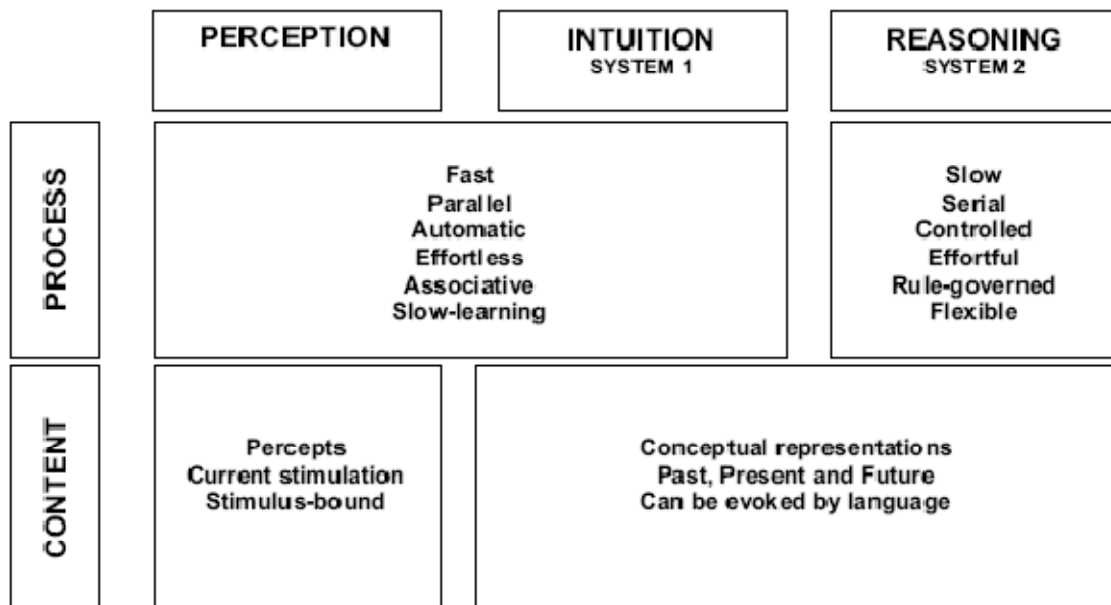 PERCEPTION
INTUITION
SYSTEM 1
REASONING
SYSTEM 2
PROCESS
Fast
Parallel
Automatic
Effortless
Associative
Slow-learning
Slow
Serial
Controlled
Effortful
Rule-governed
Flexible
CONTENT
Percepts
Current stimulation
Stimulus-bound
Conceptual representations
Past, Present and Future
Can be evoked by language